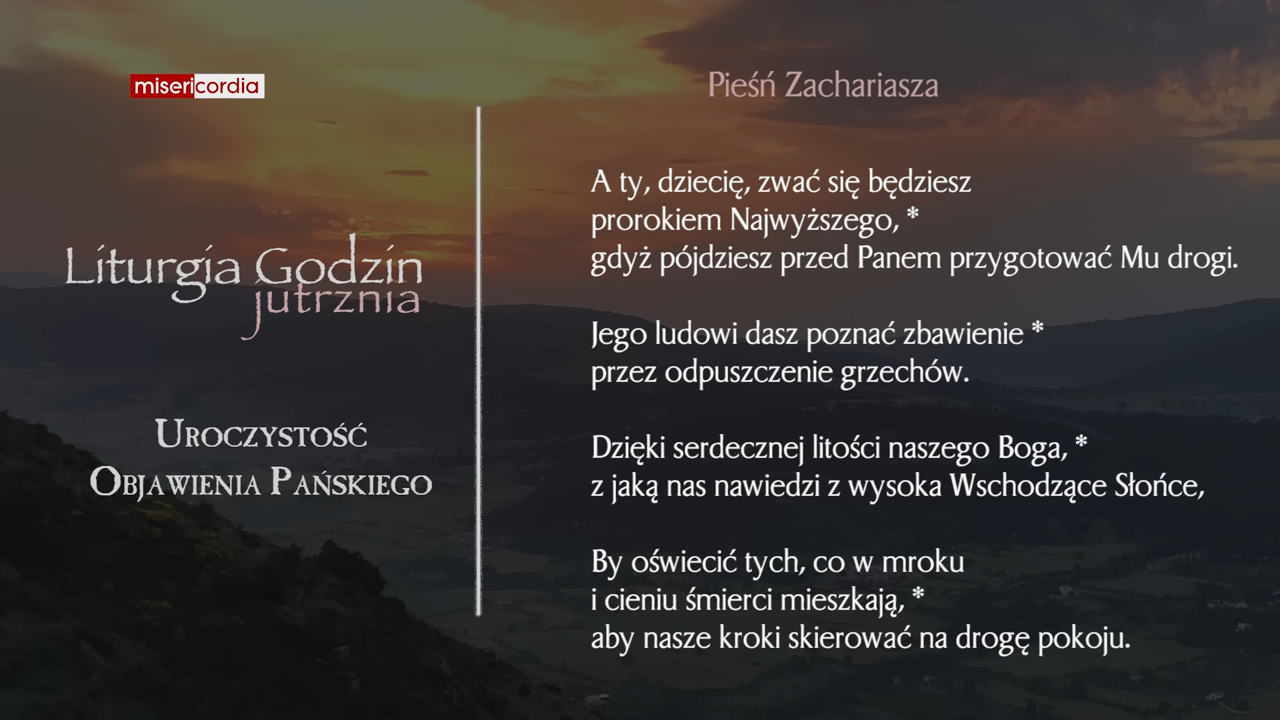 misericordia
Liturgia Godzin
jutrznia
Uroczystość
Objawienia Pańskiego
Pieśń Zachariasza
A ty, dziecię, zwać się będziesz
prorokiem Najwyższego, *
gdyż pójdziesz przed Panem przygotować Mu drogi.
Jego ludowi dasz poznać zbawienie *
przez odpuszczenie grzechów.
Dzięki serdecznej litości naszego Boga, *
z jaką nas nawiedzi z wysoka Wschodzące Słońce,
By oświecić tych, co w mroku
i cieniu śmierci mieszkają, *
aby nasze kroki skierować na drogę pokoju.